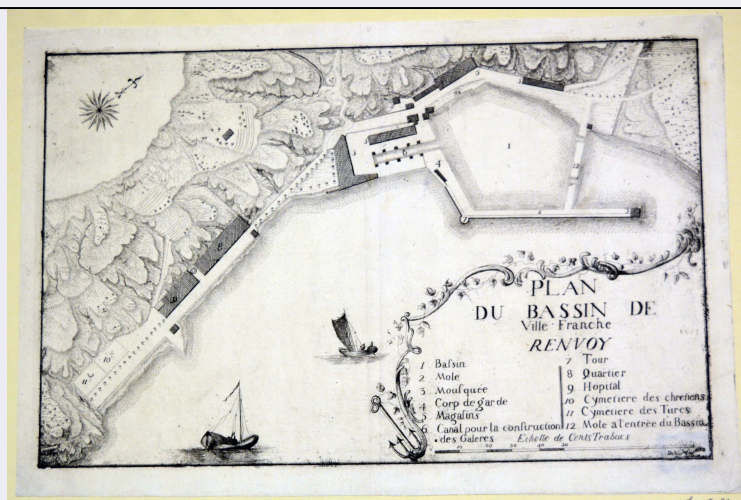 PLAN
DU BASSIN DE
Ville-Franche
RENVOY
1 Bassin
2 Mole
3 Mousquée
4 Corp de garde
Magasins
6 Canal pour la construction
des Galeres
7 Tour
8 Quartier
9 Hopital
10 Cymetiere des chretiens
11 Cymetiere des Turcs
12 Mole a l'entrée du Bassin
Echelle de Cents Trabucs